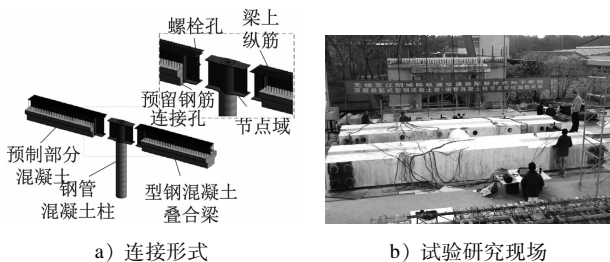 螺栓孔
梁上
纵筋
预留钢筋
连接孔
节点域
预制部分
混凝土
钢管
混凝土柱
型钢混凝土
叠合梁
a）连接形式
b）试验研究现场